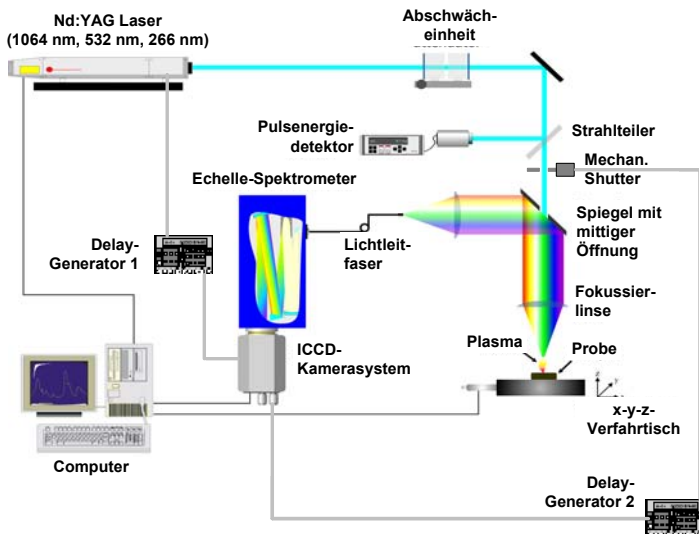 Nd:YAG Laser
(1064 nm, 532 nm, 266 nm)
Abschwäch-
einheit
Pulsenergie-
detektor
Strahlteiler
Mechan.
Shutter
Echelle-Spektrometer
Spiegel mit
mittiger
Öffnung
Lichtleit-
faser
Delay-
Generator 1
Fokussier-
linse
Plasma
Probe
ICCD-
Kamerasystem
x-y-z-
Verfahrtisch
Computer
Delay-
Generator 2